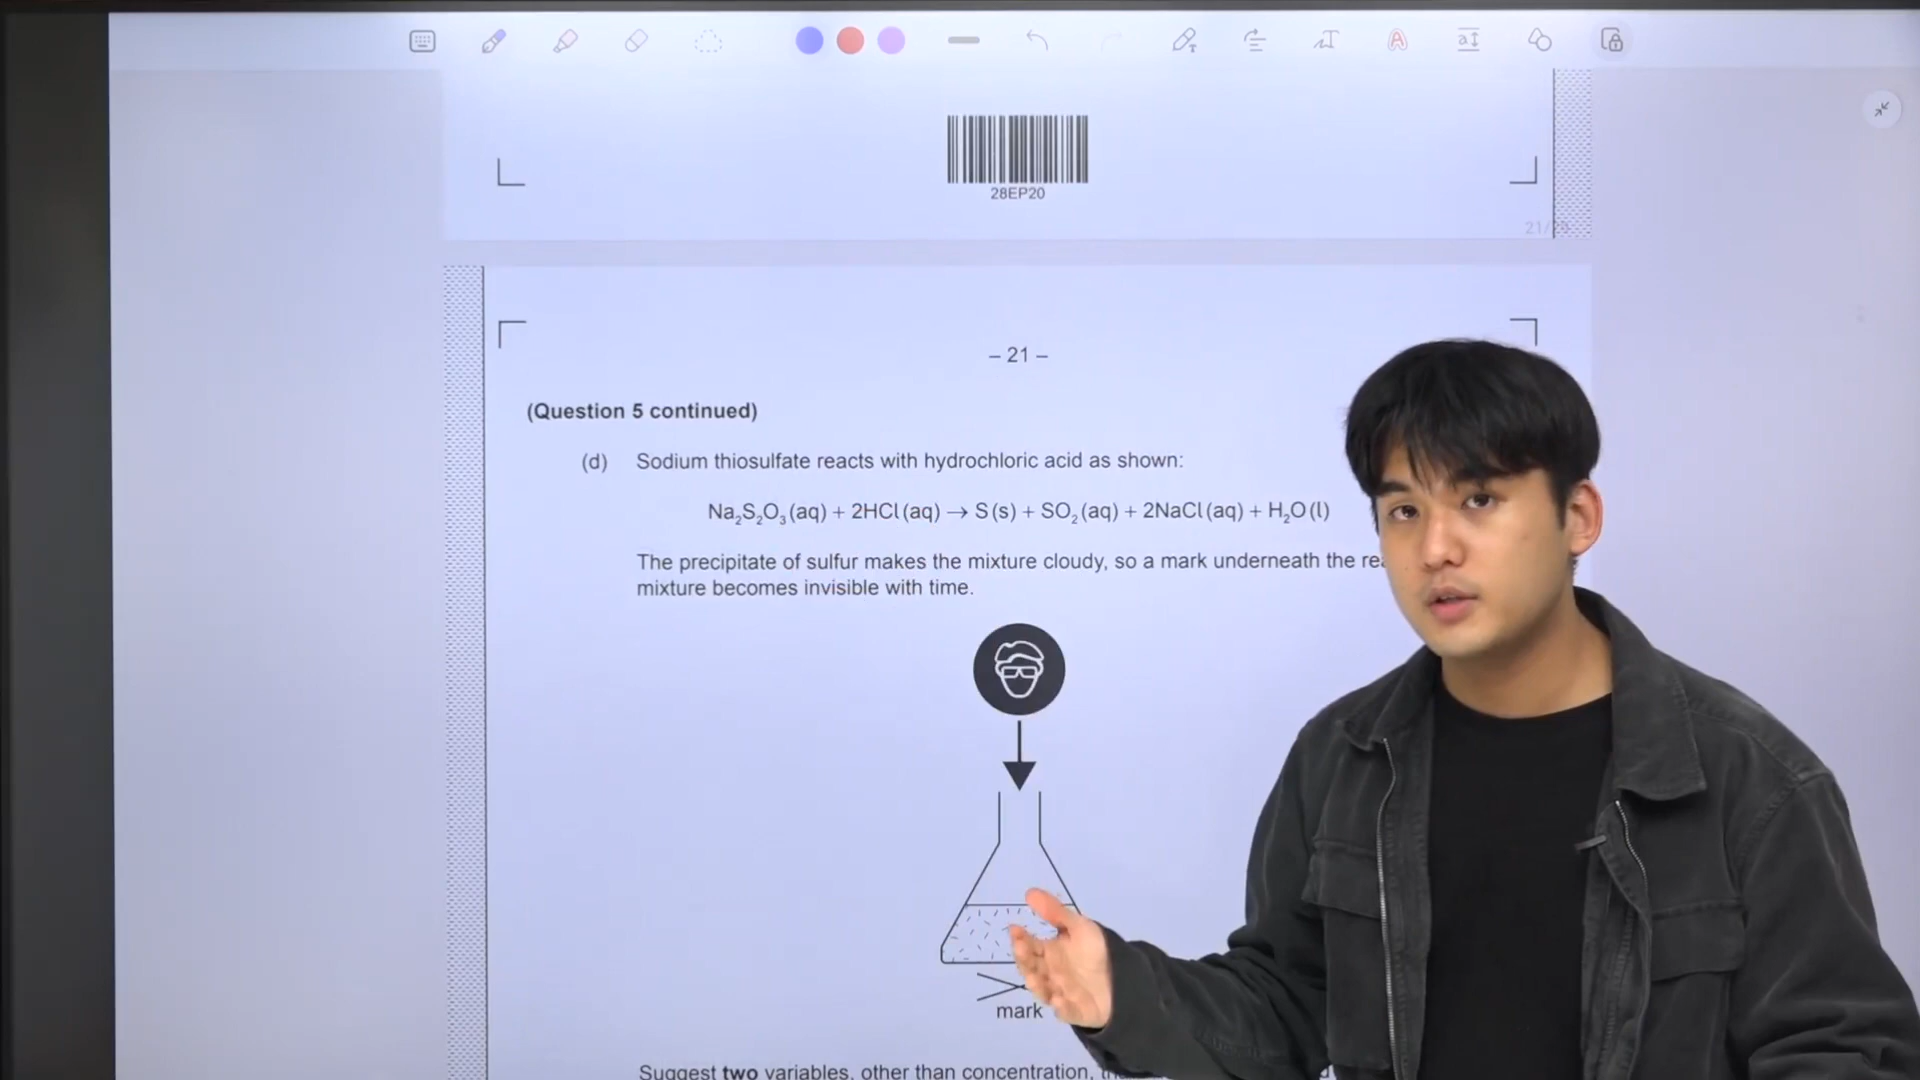 28EP20
21/
– 21 –
(Question 5 continued)
(d) Sodium thiosulfate reacts with hydrochloric acid as shown:
Na₂S₂O₃(aq) + 2HCl(aq) → S(s) + SO₂(aq) + 2NaCl(aq) + H₂O(l)
The precipitate of sulfur makes the mixture cloudy, so a mark underneath the
mixture becomes invisible with time.
mark
Suggest two variables, other than concentration,